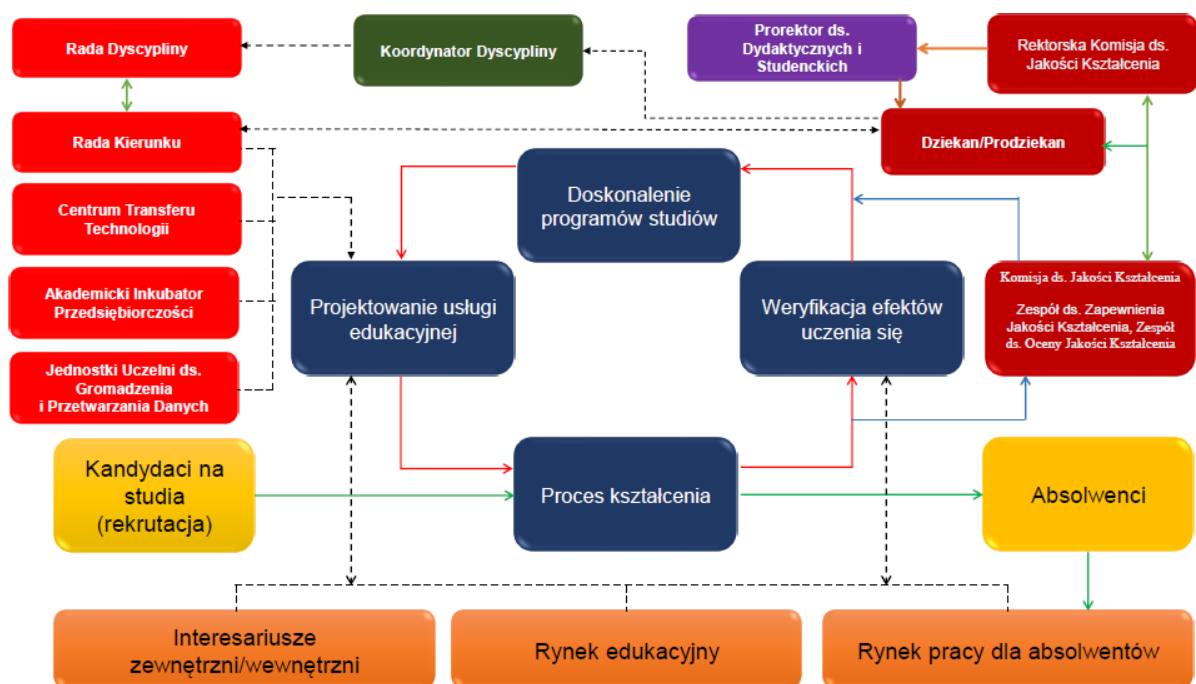 Rada Dyscypliny
Koordynator Dyscypliny
Prorektor ds.
Dydaktycznych i
Studenckich
Rektorska Komisja ds.
Jakości Kształcenia
Rada Kierunku
Dziekan/Prodziekan
Doskonalenie
programów studiów
Centrum Transferu
Technologii
Akademicki Inkubator
Przedsiębiorczości
Projektowanie usługi
edukacyjnej
Weryfikacja efektów
uczenia się
Komisja ds. Jakości Kształcenia
Zespół ds. Zapewnienia
Jakości Kształcenia, Zespół
ds. Oceny Jakości Kształcenia
Jednostki Uczelni ds.
Gromadzenia
i Przetwarzania Danych
Kandydaci na
studia
(rekrutacja)
Proces kształcenia
Absolwenci
Interesariusze
zewnętrzni/wewnętrzni
Rynek edukacyjny
Rynek pracy dla absolwentów